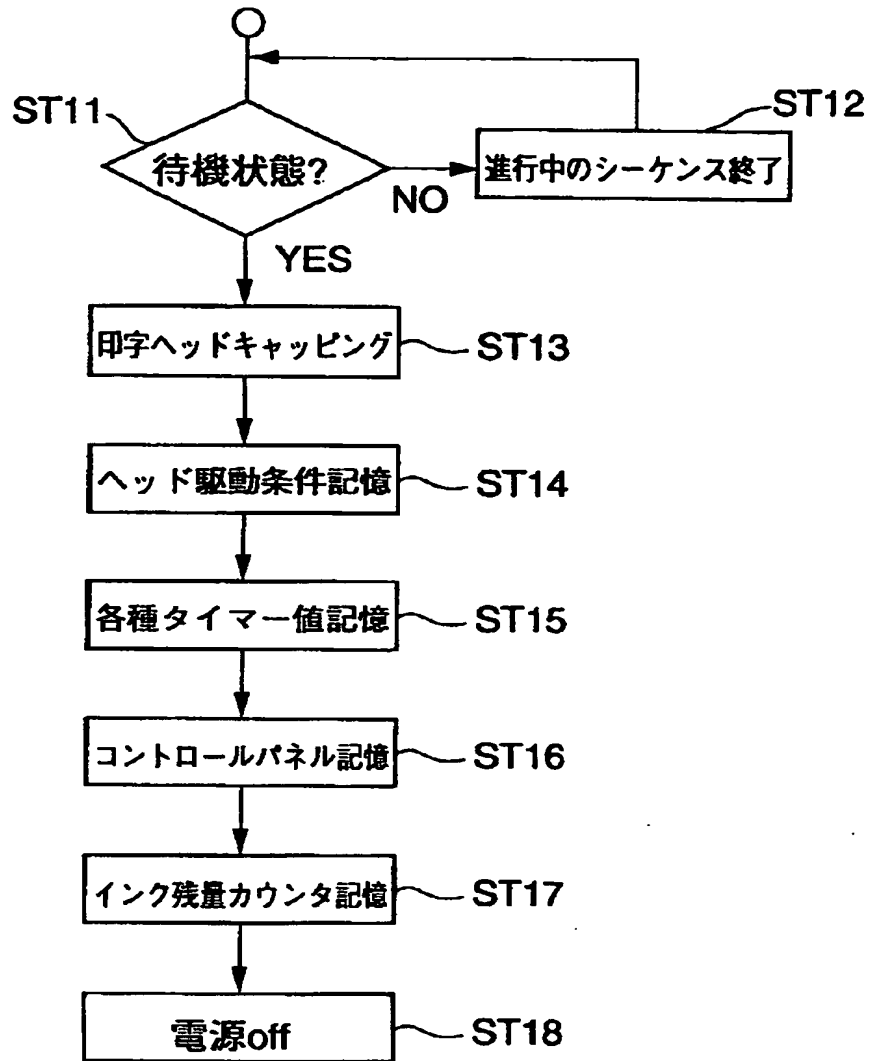 ST11
待機状態?
NO
進行中のシーケンス終了
ST12
YES
印字ヘッドキャッピング
ST13
ヘッド駆動条件記憶
ST14
各種タイマー値記憶
ST15
コントロールパネル記憶
ST16
インク残量カウンタ記憶
ST17
電源off
ST18